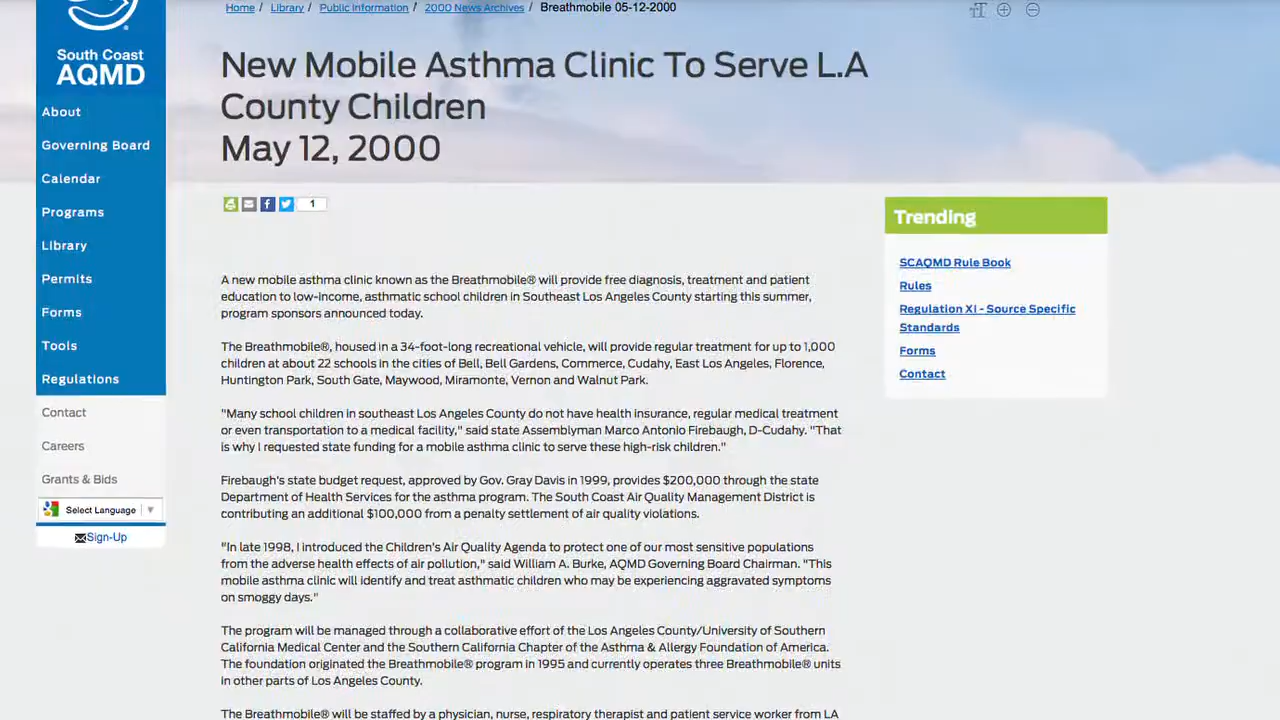 Home / Library / Public Information / 2000 News Archives / Breathmobile 05-12-2000
South Coast
AQMD
About
Governing Board
Calendar
Programs
Library
Permits
Forms
Tools
Regulations
Contact
Careers
Grants & Bids
Select Language
Sign-Up
New Mobile Asthma Clinic To Serve L.A
County Children
May 12, 2000
1
A new mobile asthma clinic known as the Breathmobile® will provide free diagnosis, treatment and patient
education to low-income, asthmatic school children in Southeast Los Angeles County starting this summer,
program sponsors announced today.
The Breathmobile®, housed in a 34-foot-long recreational vehicle, will provide regular treatment for up to 1,000
children at about 22 schools in the cities of Bell, Bell Gardens, Commerce, Cudahy, East Los Angeles, Florence,
Huntington Park, South Gate, Maywood, Miramonte, Vernon and Walnut Park.
"Many school children in southeast Los Angeles County do not have health insurance, regular medical treatment
or even transportation to a medical facility," said state Assemblyman Marco Antonio Firebaugh, D-Cudahy. "That
is why I requested state funding for a mobile asthma clinic to serve these high-risk children."
Firebaugh's state budget request, approved by Gov. Gray Davis in 1999, provides $200,000 through the state
Department of Health Services for the asthma program. The South Coast Air Quality Management District is
contributing an additional $100,000 from a penalty settlement of air quality violations.
"In late 1998, I introduced the Children's Air Quality Agenda to protect one of our most sensitive populations
from the adverse health effects of air pollution," said William A. Burke, AQMD Governing Board Chairman. "This
mobile asthma clinic will identify and treat asthmatic children who may be experiencing aggravated symptoms
on smoggy days."
The program will be managed through a collaborative effort of the Los Angeles County/University of Southern
California Medical Center and the Southern California Chapter of the Asthma & Allergy Foundation of America.
The foundation originated the Breathmobile® program in 1995 and currently operates three Breathmobile® units
in other parts of Los Angeles County.
The Breathmobile® will be staffed by a physician, nurse, respiratory therapist and patient service worker from LA
Trending
SCAQMD Rule Book
Rules
Regulation XI - Source Specific
Standards
Forms
Contact